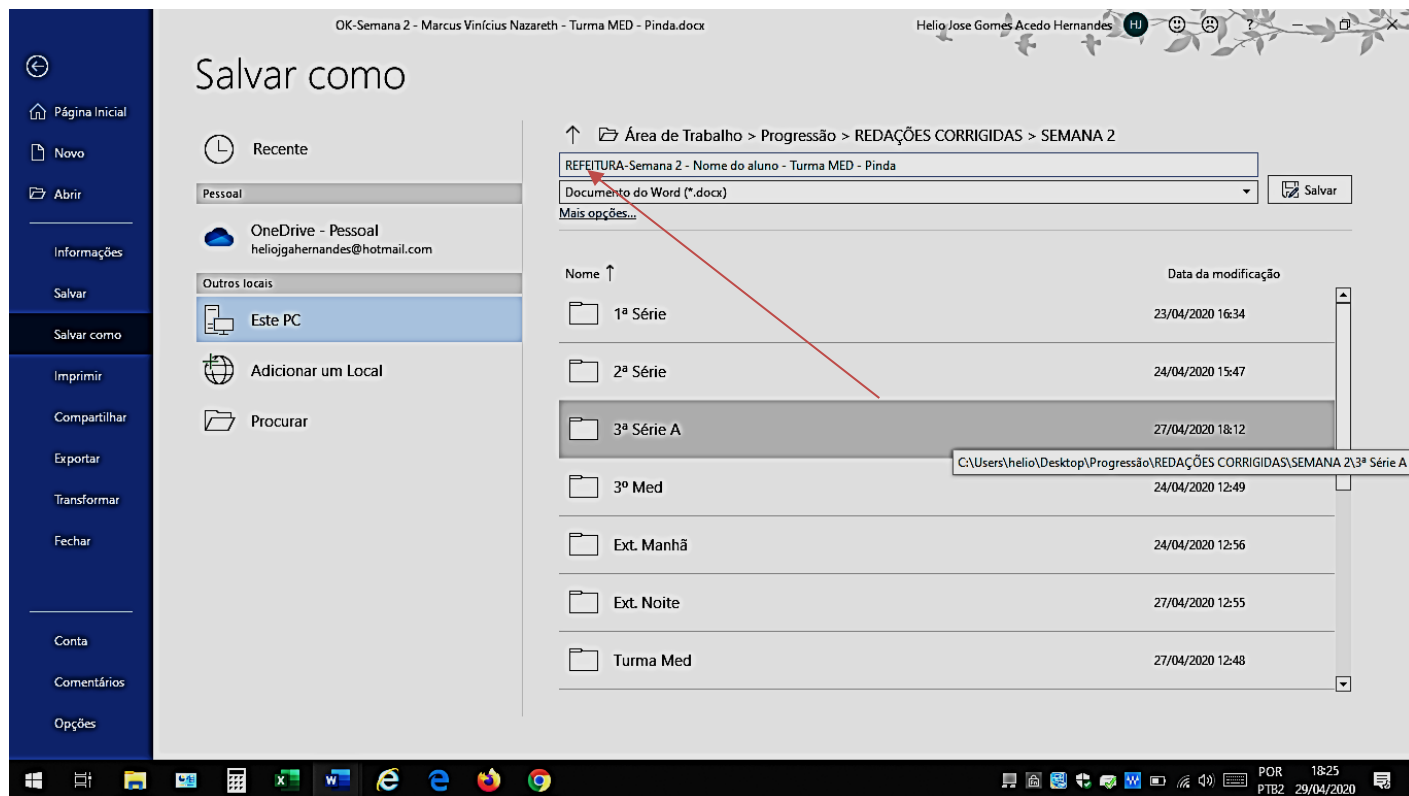 OK-Semana 2 - Marcus Vinícius Nazareth - Turma MED - Pinda.docx
Helio Jose Gomes Acedo Hernandes
HJ
?
Salvar como
Página Inicial
Novo
Abrir
Informações
Salvar
Salvar como
Imprimir
Compartilhar
Exportar
Transformar
Fechar
Conta
Comentários
Opções
Recente
Pessoal
OneDrive - Pessoal
heliojgahernandes@hotmail.com
Outros locais
Este PC
Adicionar um Local
Procurar
Área de Trabalho > Progressão > REDAÇÕES CORRIGIDAS > SEMANA 2
REFEITURA-Semana 2 - Nome do aluno - Turma MED - Pinda
Documento do Word (*.docx)
Salvar
Mais opções...
Nome Data da modificação
1ª Série 23/04/2020 16:34
2ª Série 24/04/2020 15:47
3ª Série A 27/04/2020 18:12
C:\Users\helio\Desktop\Progressão\REDAÇÕES CORRIGIDAS\SEMANA 2\3ª Série A
3º Med 24/04/2020 12:49
Ext. Manhã 24/04/2020 12:56
Ext. Noite 27/04/2020 12:55
Turma Med 27/04/2020 12:48
POR 18:25
PTB2 29/04/2020